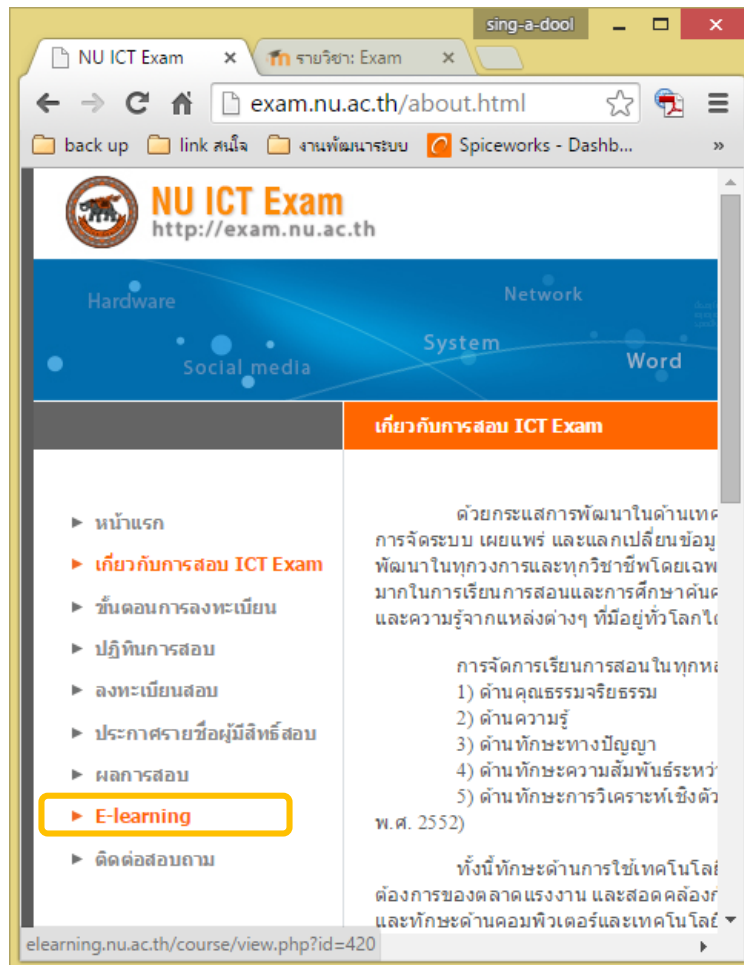 sing-a-dool
NU ICT Exam
รายวิชา: Exam
exam.nu.ac.th/about.html
back up
link สนใจ
งานพัฒนาระบบ
Spiceworks - Dashb...
»
NU ICT Exam
http://exam.nu.ac.th
Hardware
Network
System
Social media
Word
เกี่ยวกับการสอบ ICT Exam
หน้าแรก
เกี่ยวกับการสอบ ICT Exam
ขั้นตอนการลงทะเบียน
ปฏิทินการสอบ
ลงทะเบียนสอบ
ประกาศรายชื่อผู้มีสิทธิ์สอบ
ผลการสอบ
E-learning
ติดต่อสอบถาม
ด้วยกระแสการพัฒนาในด้านเทค
การจัดระบบ เผยแพร่ และแลกเปลี่ยนข้อมู
พัฒนาในทุกวงการและทุกวิชาชีพโดยเฉพ
มากในการเรียนการสอนและการศึกษาค้นค
และความรู้จากแหล่งต่างๆ ที่มีอยู่ทั่วโลกได
การจัดการเรียนการสอนในทุกหล
1) ด้านคุณธรรมจริยธรรม
2) ด้านความรู้
3) ด้านทักษะทางปัญญา
4) ด้านทักษะความสัมพันธ์ระหว่
5) ด้านทักษะการวิเคราะห์เชิงตัว
พ.ศ. 2552)
ทั้งนี้ทักษะด้านการใช้เทคโนโลยี
ต้องการของตลาดแรงงาน และสอดคล้องก
และทักษะด้านคอมพิวเตอร์และเทคโนโลยี
elearning.nu.ac.th/course/view.php?id=420